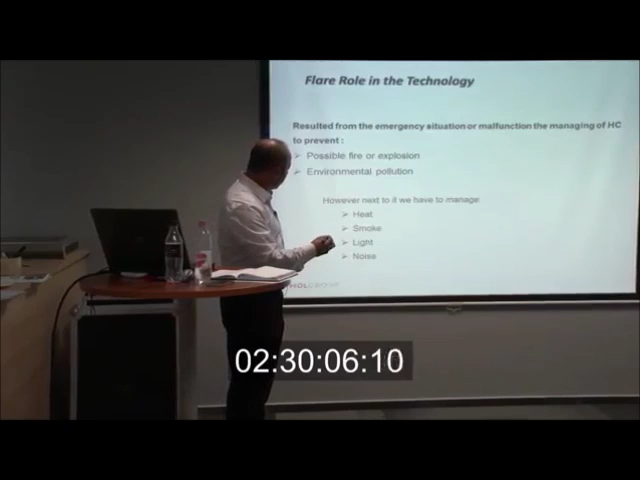 Flare Role in the Technology
Resulted from the emergency situation or malfunction the managing of HC
to prevent :
➢ Possible fire or explosion
➢ Environmental pollution
However next to it we have to manage:
➢ Heat
➢ Smoke
➢ Light
➢ Noise
02:30:06:10